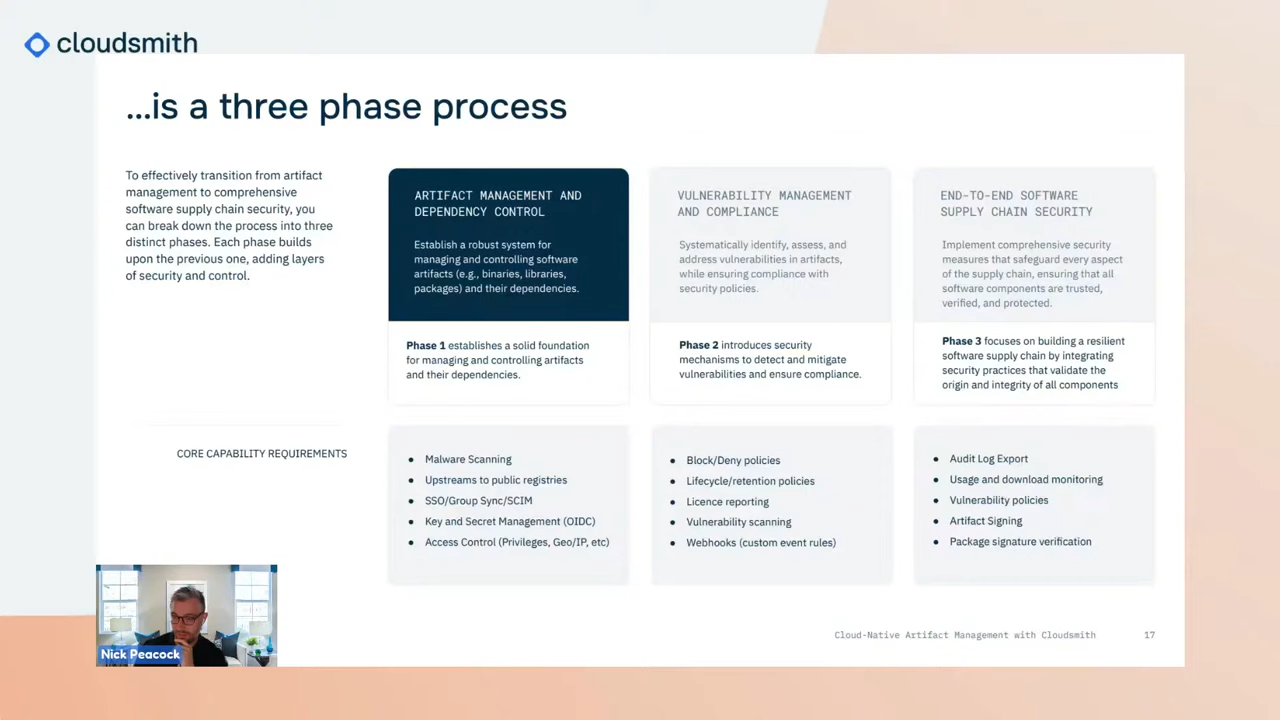 cloudsmith
...is a three phase process
To effectively transition from artifact
management to comprehensive
software supply chain security, you
can break down the process into three
distinct phases. Each phase builds
upon the previous one, adding layers
of security and control.
ARTIFACT MANAGEMENT AND
DEPENDENCY CONTROL
Establish a robust system for
managing and controlling software
artifacts (e.g., binaries, libraries,
packages) and their dependencies.
Phase 1 establishes a solid foundation
for managing and controlling artifacts
and their dependencies.
VULNERABILITY MANAGEMENT
AND COMPLIANCE
Systematically identify, assess, and
address vulnerabilities in artifacts,
while ensuring compliance with
security policies.
Phase 2 introduces security
mechanisms to detect and mitigate
vulnerabilities and ensure compliance.
END-TO-END SOFTWARE
SUPPLY CHAIN SECURITY
Implement comprehensive security
measures that safeguard every aspect
of the supply chain, ensuring that all
software components are trusted,
verified, and protected.
Phase 3 focuses on building a resilient
software supply chain by integrating
security practices that validate the
origin and integrity of all components
CORE CAPABILITY REQUIREMENTS
● Malware Scanning
● Upstreams to public registries
● SSO/Group Sync/SCIM
● Key and Secret Management (OIDC)
● Access Control (Privileges, Geo/IP, etc)
● Block/Deny policies
● Lifecycle/retention policies
● Licence reporting
● Vulnerability scanning
● Webhooks (custom event rules)
● Audit Log Export
● Usage and download monitoring
● Vulnerability policies
● Artifact Signing
● Package signature verification
Nick Peacock
Cloud-Native Artifact Management with Cloudsmith 17